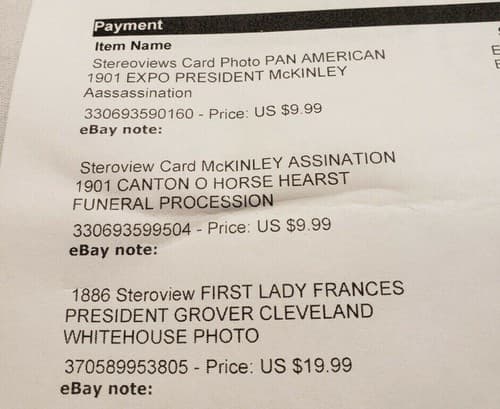 Payment
Item Name
Stereoviews Card Photo PAN AMERICAN
1901 EXPO PRESIDENT McKINLEY
Aassassination
330693590160 - Price: US $9.99
eBay note:
Steroview Card McKINLEY ASSINATION
1901 CANTON O HORSE HEARST
FUNERAL PROCESSION
330693599504 - Price: US $9.99
eBay note:
1886 Steroview FIRST LADY FRANCES
PRESIDENT GROVER CLEVELAND
WHITEHOUSE PHOTO
370589953805 - Price: US $19.99
eBay note: